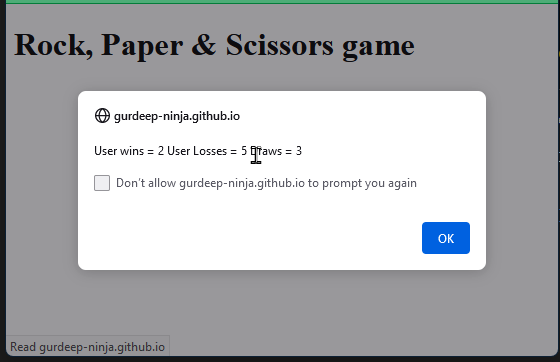 Rock, Paper & Scissors game
gurdeep-ninja.github.io
User wins = 2 User Losses = 5 Draws = 3
Don't allow gurdeep-ninja.github.io to prompt you again
OK
Read gurdeep-ninja.github.io